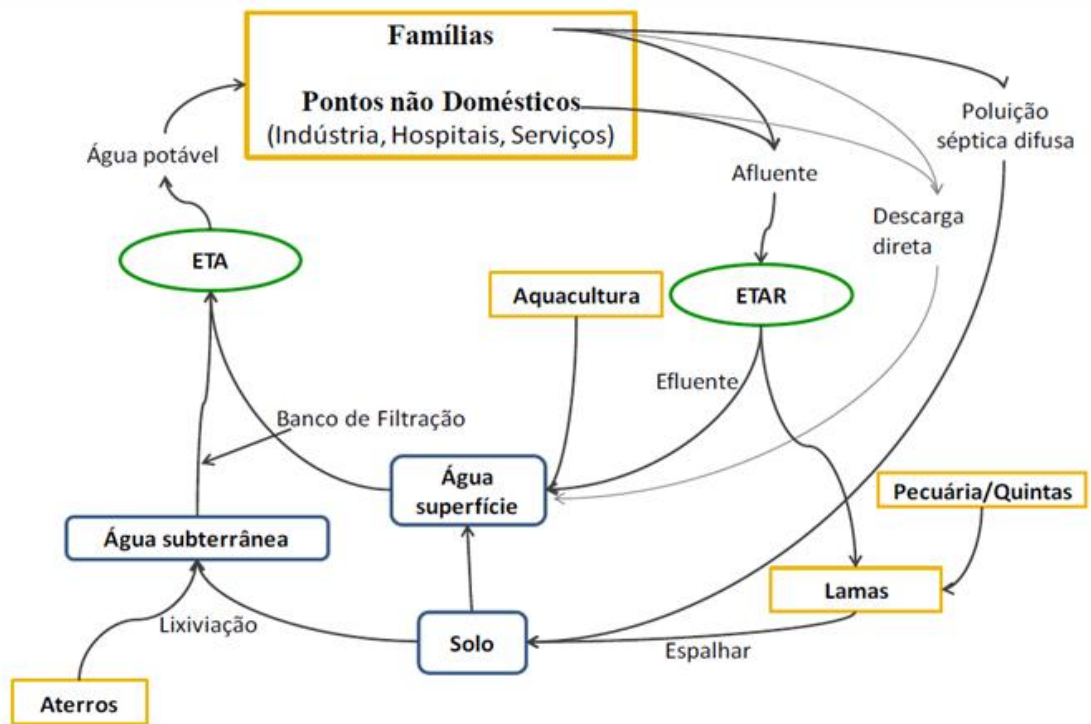 Famílias
Pontos não Domésticos
(Indústria, Hospitais, Serviços)
Poluição
séptica difusa
Água potável
Afluente
Descarga
direta
ETA
Aquacultura
ETAR
Efluente
Banco de Filtração
Água
superfície
Pecuária/Quintas
Água subterrânea
Lamas
Lixiviação
Solo
Espalhar
Aterros